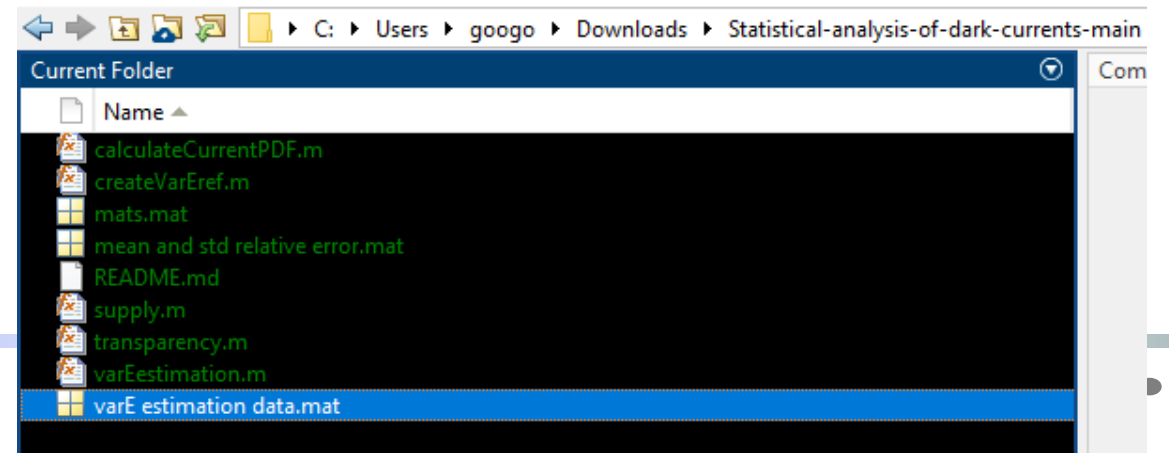 C: Users googo Downloads Statistical-analysis-of-dark-currents-main
Current Folder
Com
Name
calculateCurrentPDF.m
createVarEref.m
mats.mat
mean and std relative error.mat
README.md
supply.m
transparency.m
varEestimation.m
varE estimation data.mat